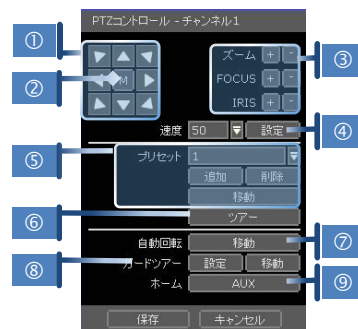 PTZコントロール - チャンネル1
①
②
M
③
ズーム + -
FOCUS + -
IRIS + -
④
速度 50 設定
⑤
プリセット 1
追加 削除
移動
⑥
ツアー
⑦
自動回転 移動
⑧
ガードツアー 設定 移動
⑨
ホーム AUX
保存 キャンセル